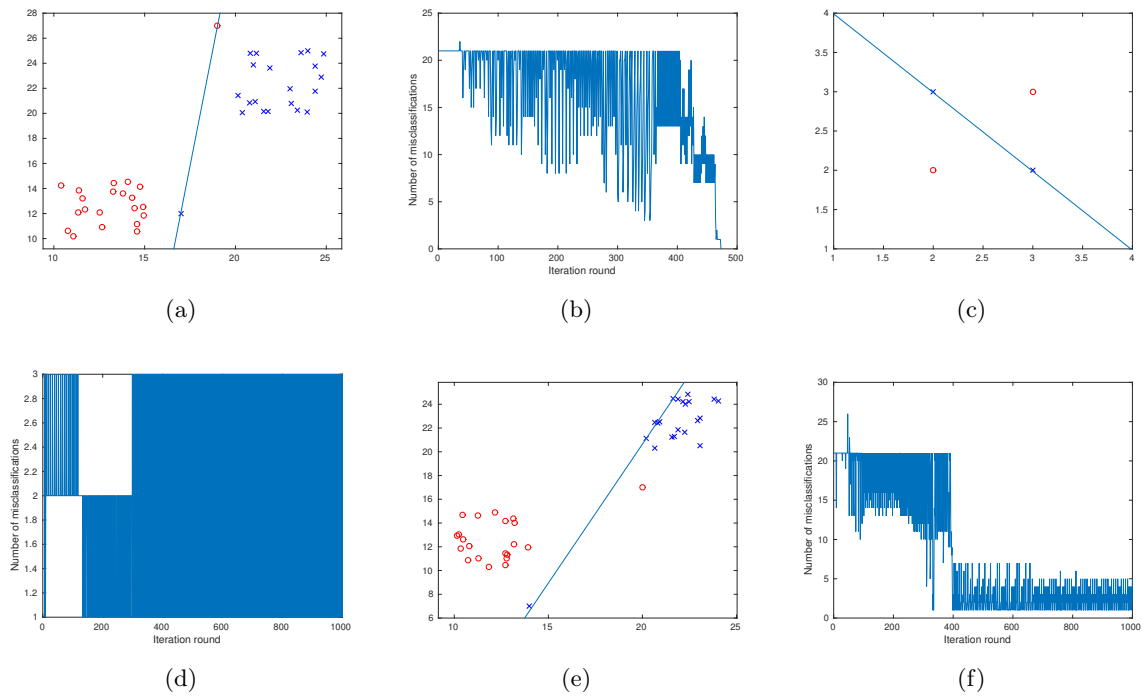 28
26
24
22
20
18
16
14
12
10
10 15 20 25
(a)
Number of misclassifications
25
20
15
10
5
0
0 100 200 300 400 500
Iteration round
(b)
4
3.5
3
2.5
2
1.5
1
1 1.5 2 2.5 3 3.5 4
(c)
Number of misclassifications
3
2.8
2.6
2.4
2.2
2
1.8
1.6
1.4
1.2
1
0 200 400 600 800 1000
Iteration round
(d)
24
22
20
18
16
14
12
10
8
6
10 15 20 25
(e)
Number of misclassifications
30
25
20
15
10
5
0
0 200 400 600 800 1000
Iteration round
(f)